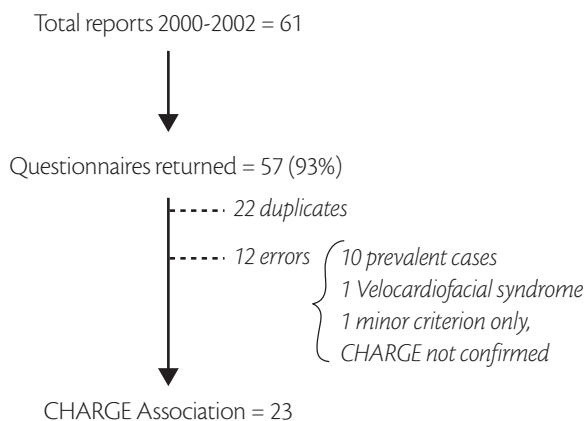 Total reports 2000-2002 = 61
Questionnaires returned = 57 (93%)
22 duplicates
12 errors
10 prevalent cases
1 Velocardiofacial syndrome
1 minor criterion only,
CHARGE not confirmed
CHARGE Association = 23